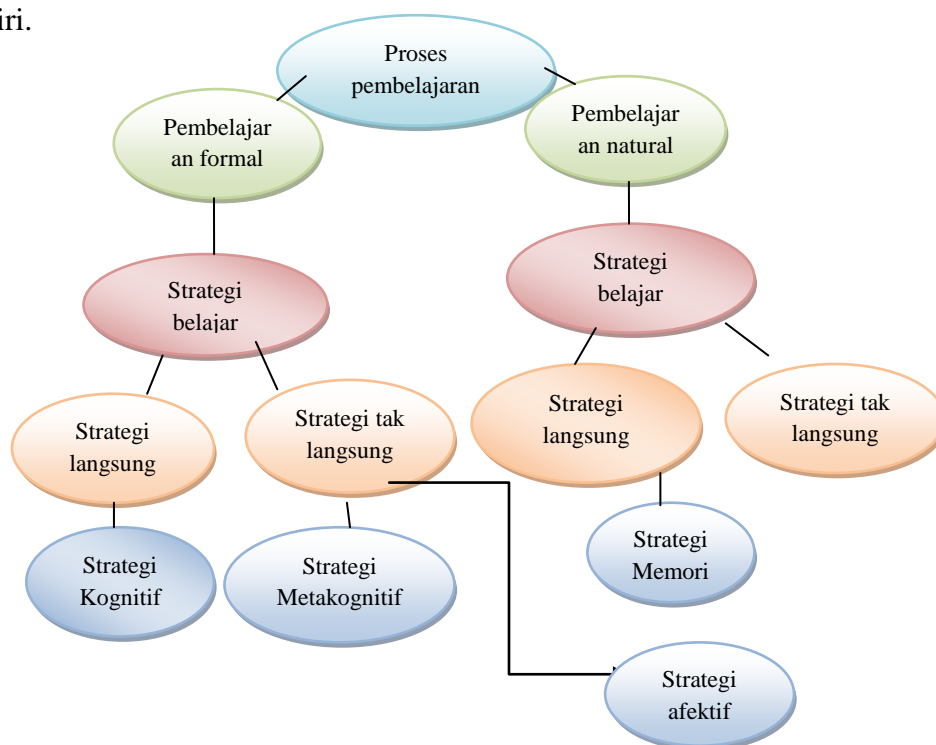 iri.
Proses
pembelajaran
Pembelajar
an formal
Pembelajar
an natural
Strategi
belajar
Strategi
belajar
Strategi
langsung
Strategi tak
langsung
Strategi
langsung
Strategi tak
langsung
Strategi
Kognitif
Strategi
Metakognitif
Strategi
Memori
Strategi
afektif